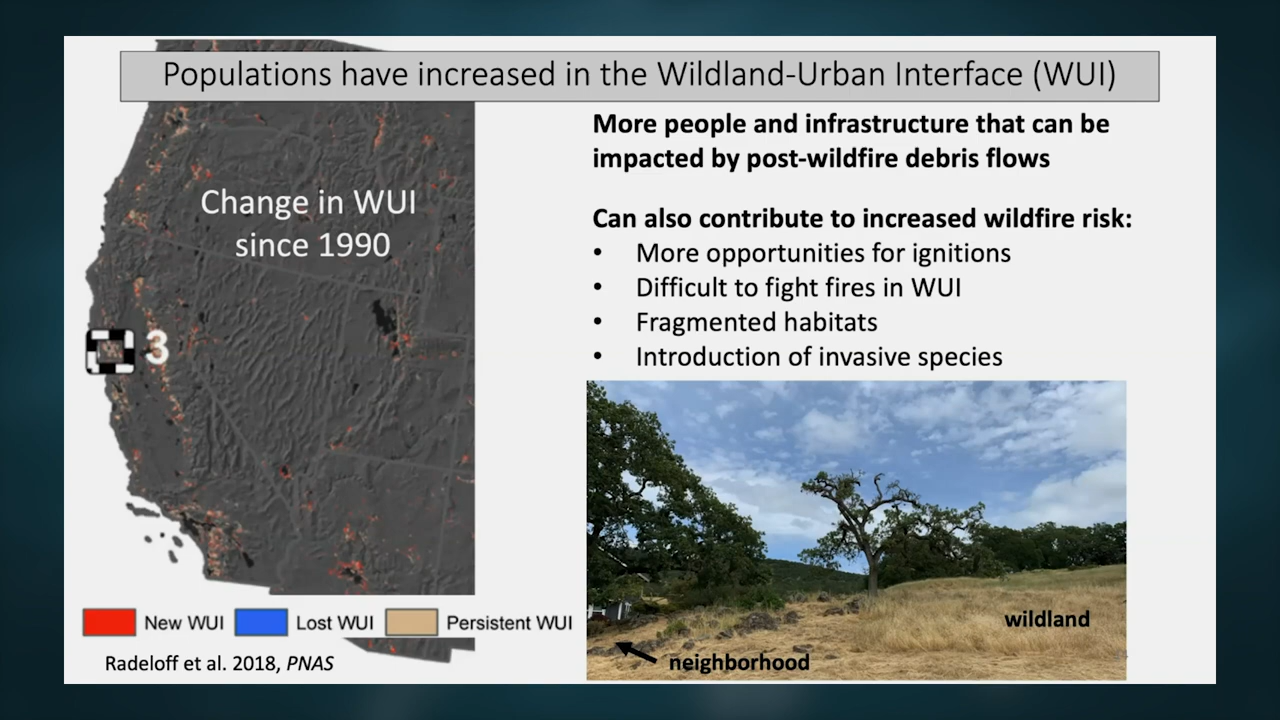 Populations have increased in the Wildland-Urban Interface (WUI)
Change in WUI
since 1990
3
New WUI
Lost WUI
Persistent WUI
Radeloff et al. 2018, PNAS
More people and infrastructure that can be
impacted by post-wildfire debris flows
Can also contribute to increased wildfire risk:
• More opportunities for ignitions
• Difficult to fight fires in WUI
• Fragmented habitats
• Introduction of invasive species
wildland
neighborhood